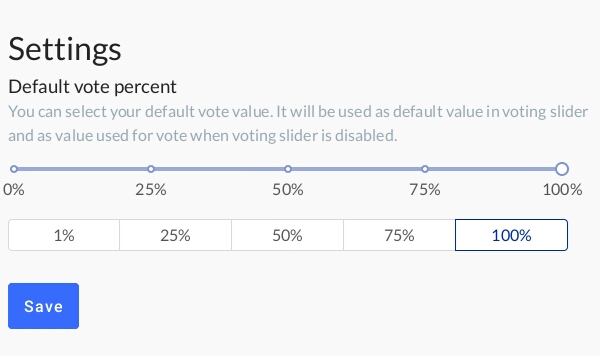 Settings
Default vote percent
You can select your default vote value. It will be used as default value in voting slider
and as value used for vote when voting slider is disabled.
0% 25% 50% 75% 100%
1% 25% 50% 75% 100%
Save